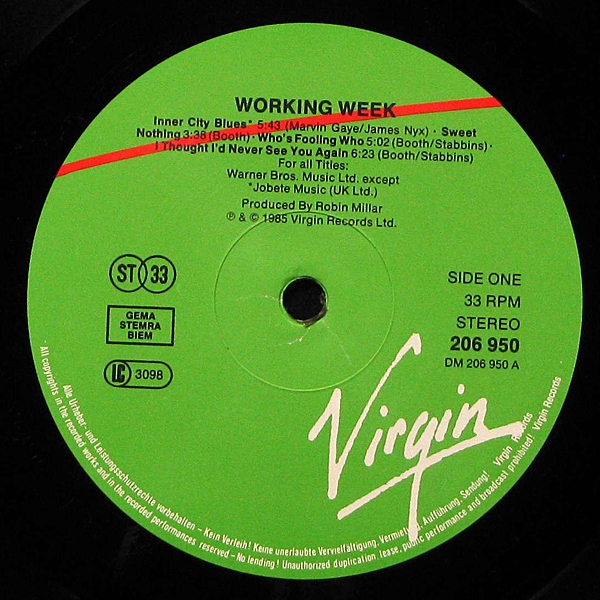 WORKING WEEK
Inner City Blues* 5:43 (Marvin Gaye/James Nyx) · Sweet
Nothing 3:38 (Booth) · Who's Fooling Who 5:02 (Booth/Stabbins) ·
I Thought I'd Never See You Again 6:23 (Booth/Stabbins)
For all Titles:
Warner Bros. Music Ltd. except
*Jobete Music (UK Ltd.)
Produced By Robin Millar
℗ & © 1985 Virgin Records Ltd.
ST 33
GEMA
STEMRA
BIEM
LC 3098
SIDE ONE
33 RPM
STEREO
206 950
DM 206 950 A
Virgin
Alle Urheber- und Leistungsschutzrechte vorbehalten – Kein Verleih! Keine unerlaubte Vervielfältigung, Vermietung, Aufführung, Sendung! Virgin Records
All copyrights in the recorded works and in the recorded performances reserved – No lending! Unauthorized duplication lease, public performance and broadcast prohibited! Virgin Records